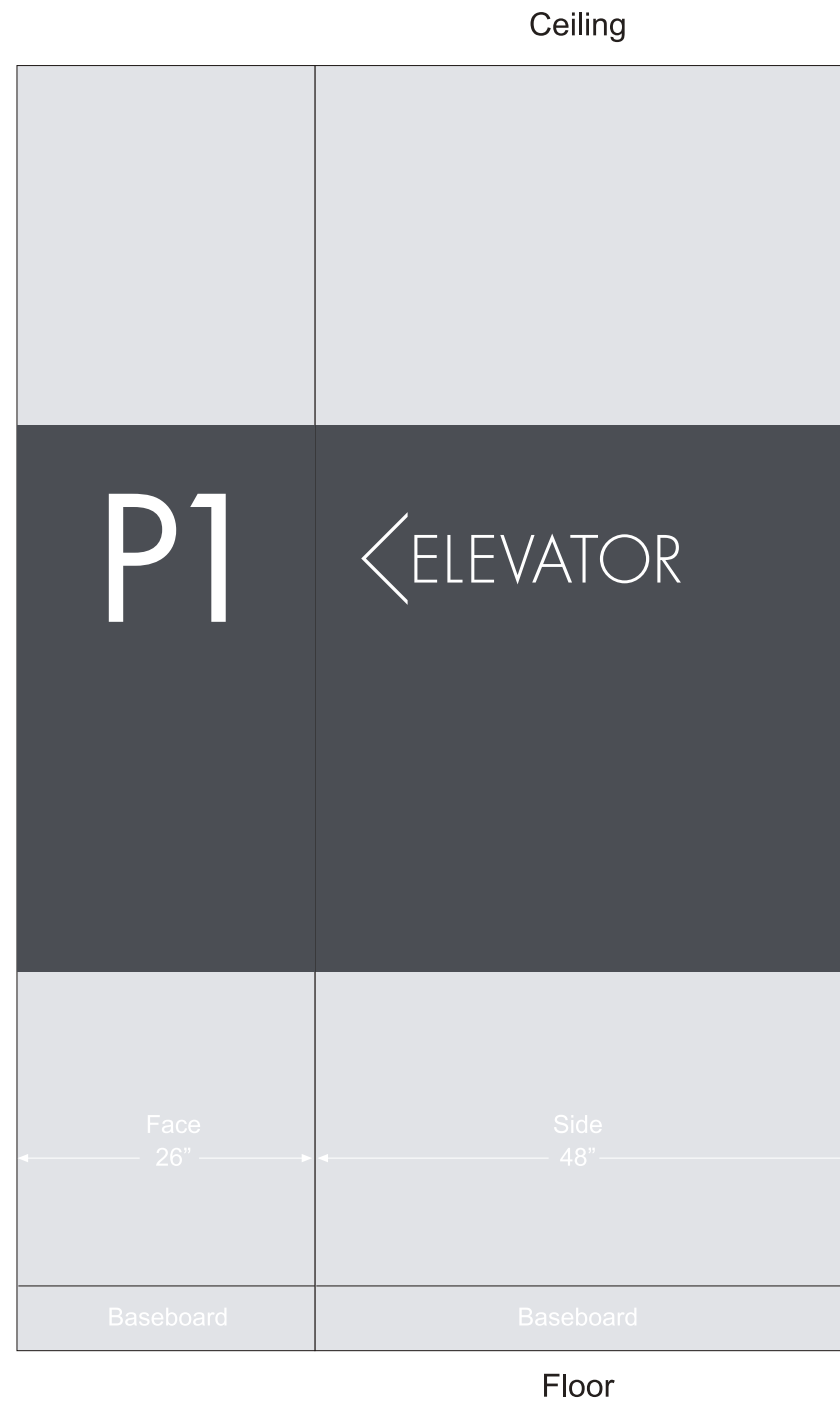 Ceiling
P1
ELEVATOR
Face
26”
Side
48”
Baseboard
Baseboard
Floor